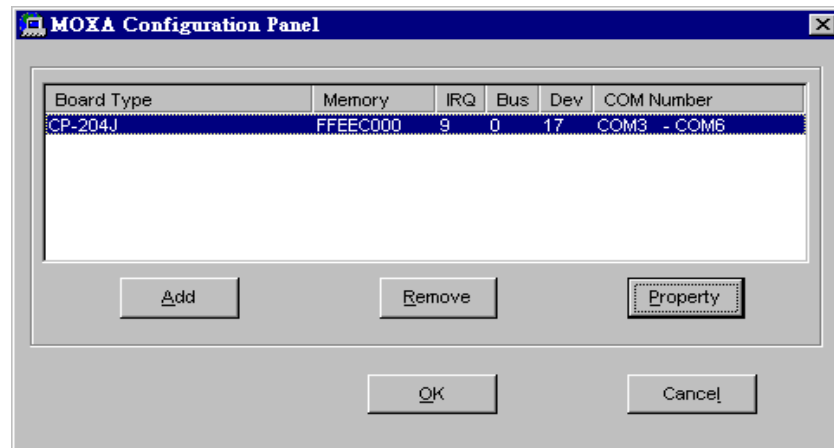 MOXA Configuration Panel
Board Type Memory IRQ Bus Dev COM Number
CP-204J FFEEC000 9 0 17 COM3 - COM6
Add Remove Property
OK Cancel